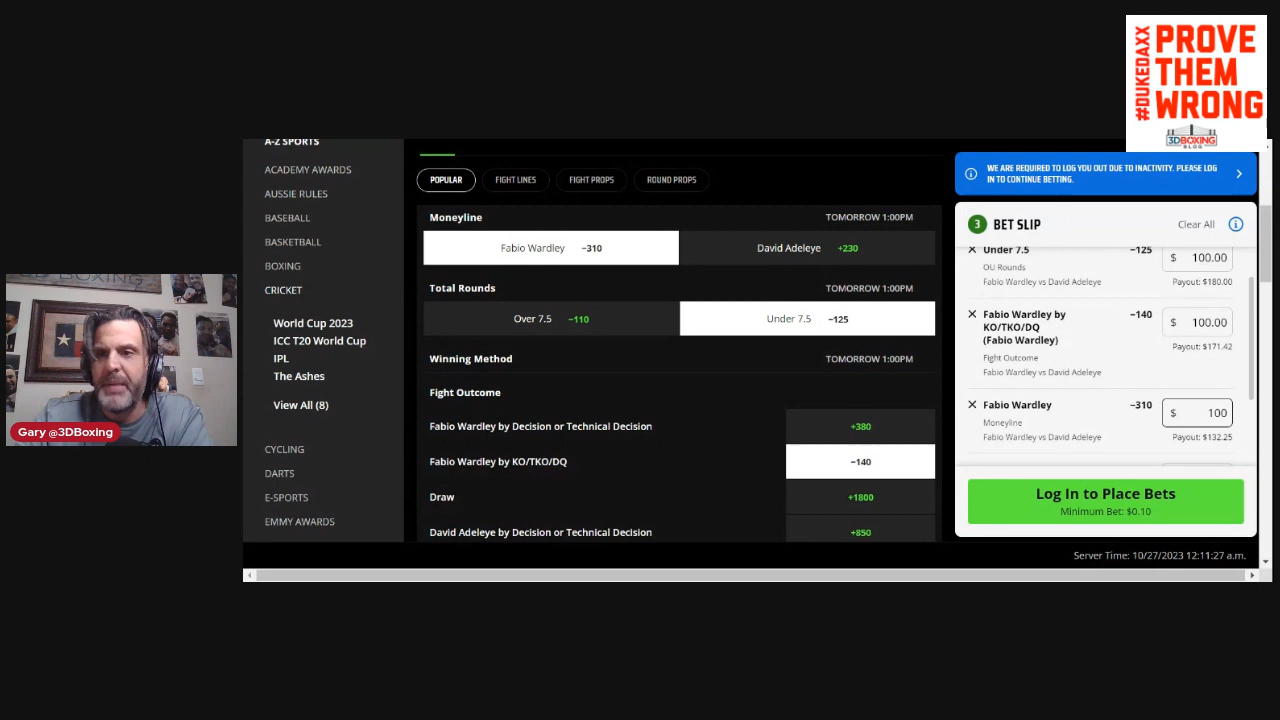 #DUKEDAXX
PROVE
THEM
WRONG
3DBOXING
BLOG
A-Z SPORTS
ACADEMY AWARDS
AUSSIE RULES
BASEBALL
BASKETBALL
BOXING
CRICKET
World Cup 2023
ICC T20 World Cup
IPL
The Ashes
View All (8)
CYCLING
DARTS
E-SPORTS
EMMY AWARDS
POPULAR FIGHT LINES FIGHT PROPS ROUND PROPS
Moneyline TOMORROW 1:00PM
Fabio Wardley −310 David Adeleye +230
Total Rounds TOMORROW 1:00PM
Over 7.5 −110 Under 7.5 −125
Winning Method TOMORROW 1:00PM
Fight Outcome
Fabio Wardley by Decision or Technical Decision +380
Fabio Wardley by KO/TKO/DQ −140
Draw +1800
David Adeleye by Decision or Technical Decision +850
WE ARE REQUIRED TO LOG YOU OUT DUE TO INACTIVITY. PLEASE LOG
IN TO CONTINUE BETTING.
3 BET SLIP Clear All
Under 7.5 −125 $ 100.00
OU Rounds
Fabio Wardley vs David Adeleye Payout: $180.00
Fabio Wardley by −140 $ 100.00
KO/TKO/DQ
(Fabio Wardley) Payout: $171.42
Fight Outcome
Fabio Wardley vs David Adeleye
Fabio Wardley −310 $ 100
Moneyline
Fabio Wardley vs David Adeleye Payout: $132.25
Log In to Place Bets
Minimum Bet: $0.10
Server Time: 10/27/2023 12:11:27 a.m.
3D BOXING
Gary @3DBoxing